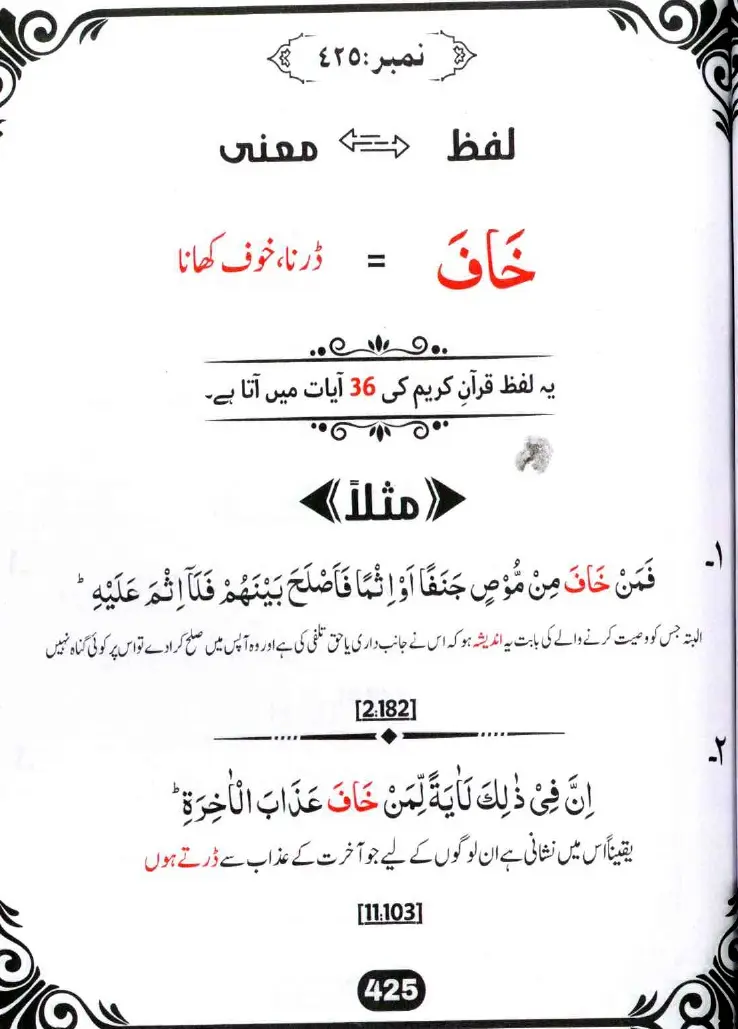 نمبر:٤٢٥
لفظ معنی
خَافَ = ڈرنا، خوف کھانا
یہ لفظ قرآنِ کریم کی 36 آیات میں آتا ہے۔
مثلاً
١-
فَمَنْ خَافَ مِنْ مُّوْصٍ جَنَفًا اَوْ اِثْمًا فَاَصْلَحَ بَيْنَهُمْ فَلَآ اِثْمَ عَلَيْهِ ؕ
البتہ جس کو وصیت کرنے والے کی بابت یہ اندیشہ ہو کہ اس نے جانب داری یا حق تلفی کی ہے اور وہ آپس میں صلح کرا دے تو اس پر کوئی گناہ نہیں
[2:182]
٢-
اِنَّ فِىْ ذٰلِكَ لَاٰيَةً لِّمَنْ خَافَ عَذَابَ الْاٰخِرَةِ ؕ
یقیناً اس میں نشانی ہے ان لوگوں کے لیے جو آخرت کے عذاب سے ڈرتے ہوں
[11:103]
425